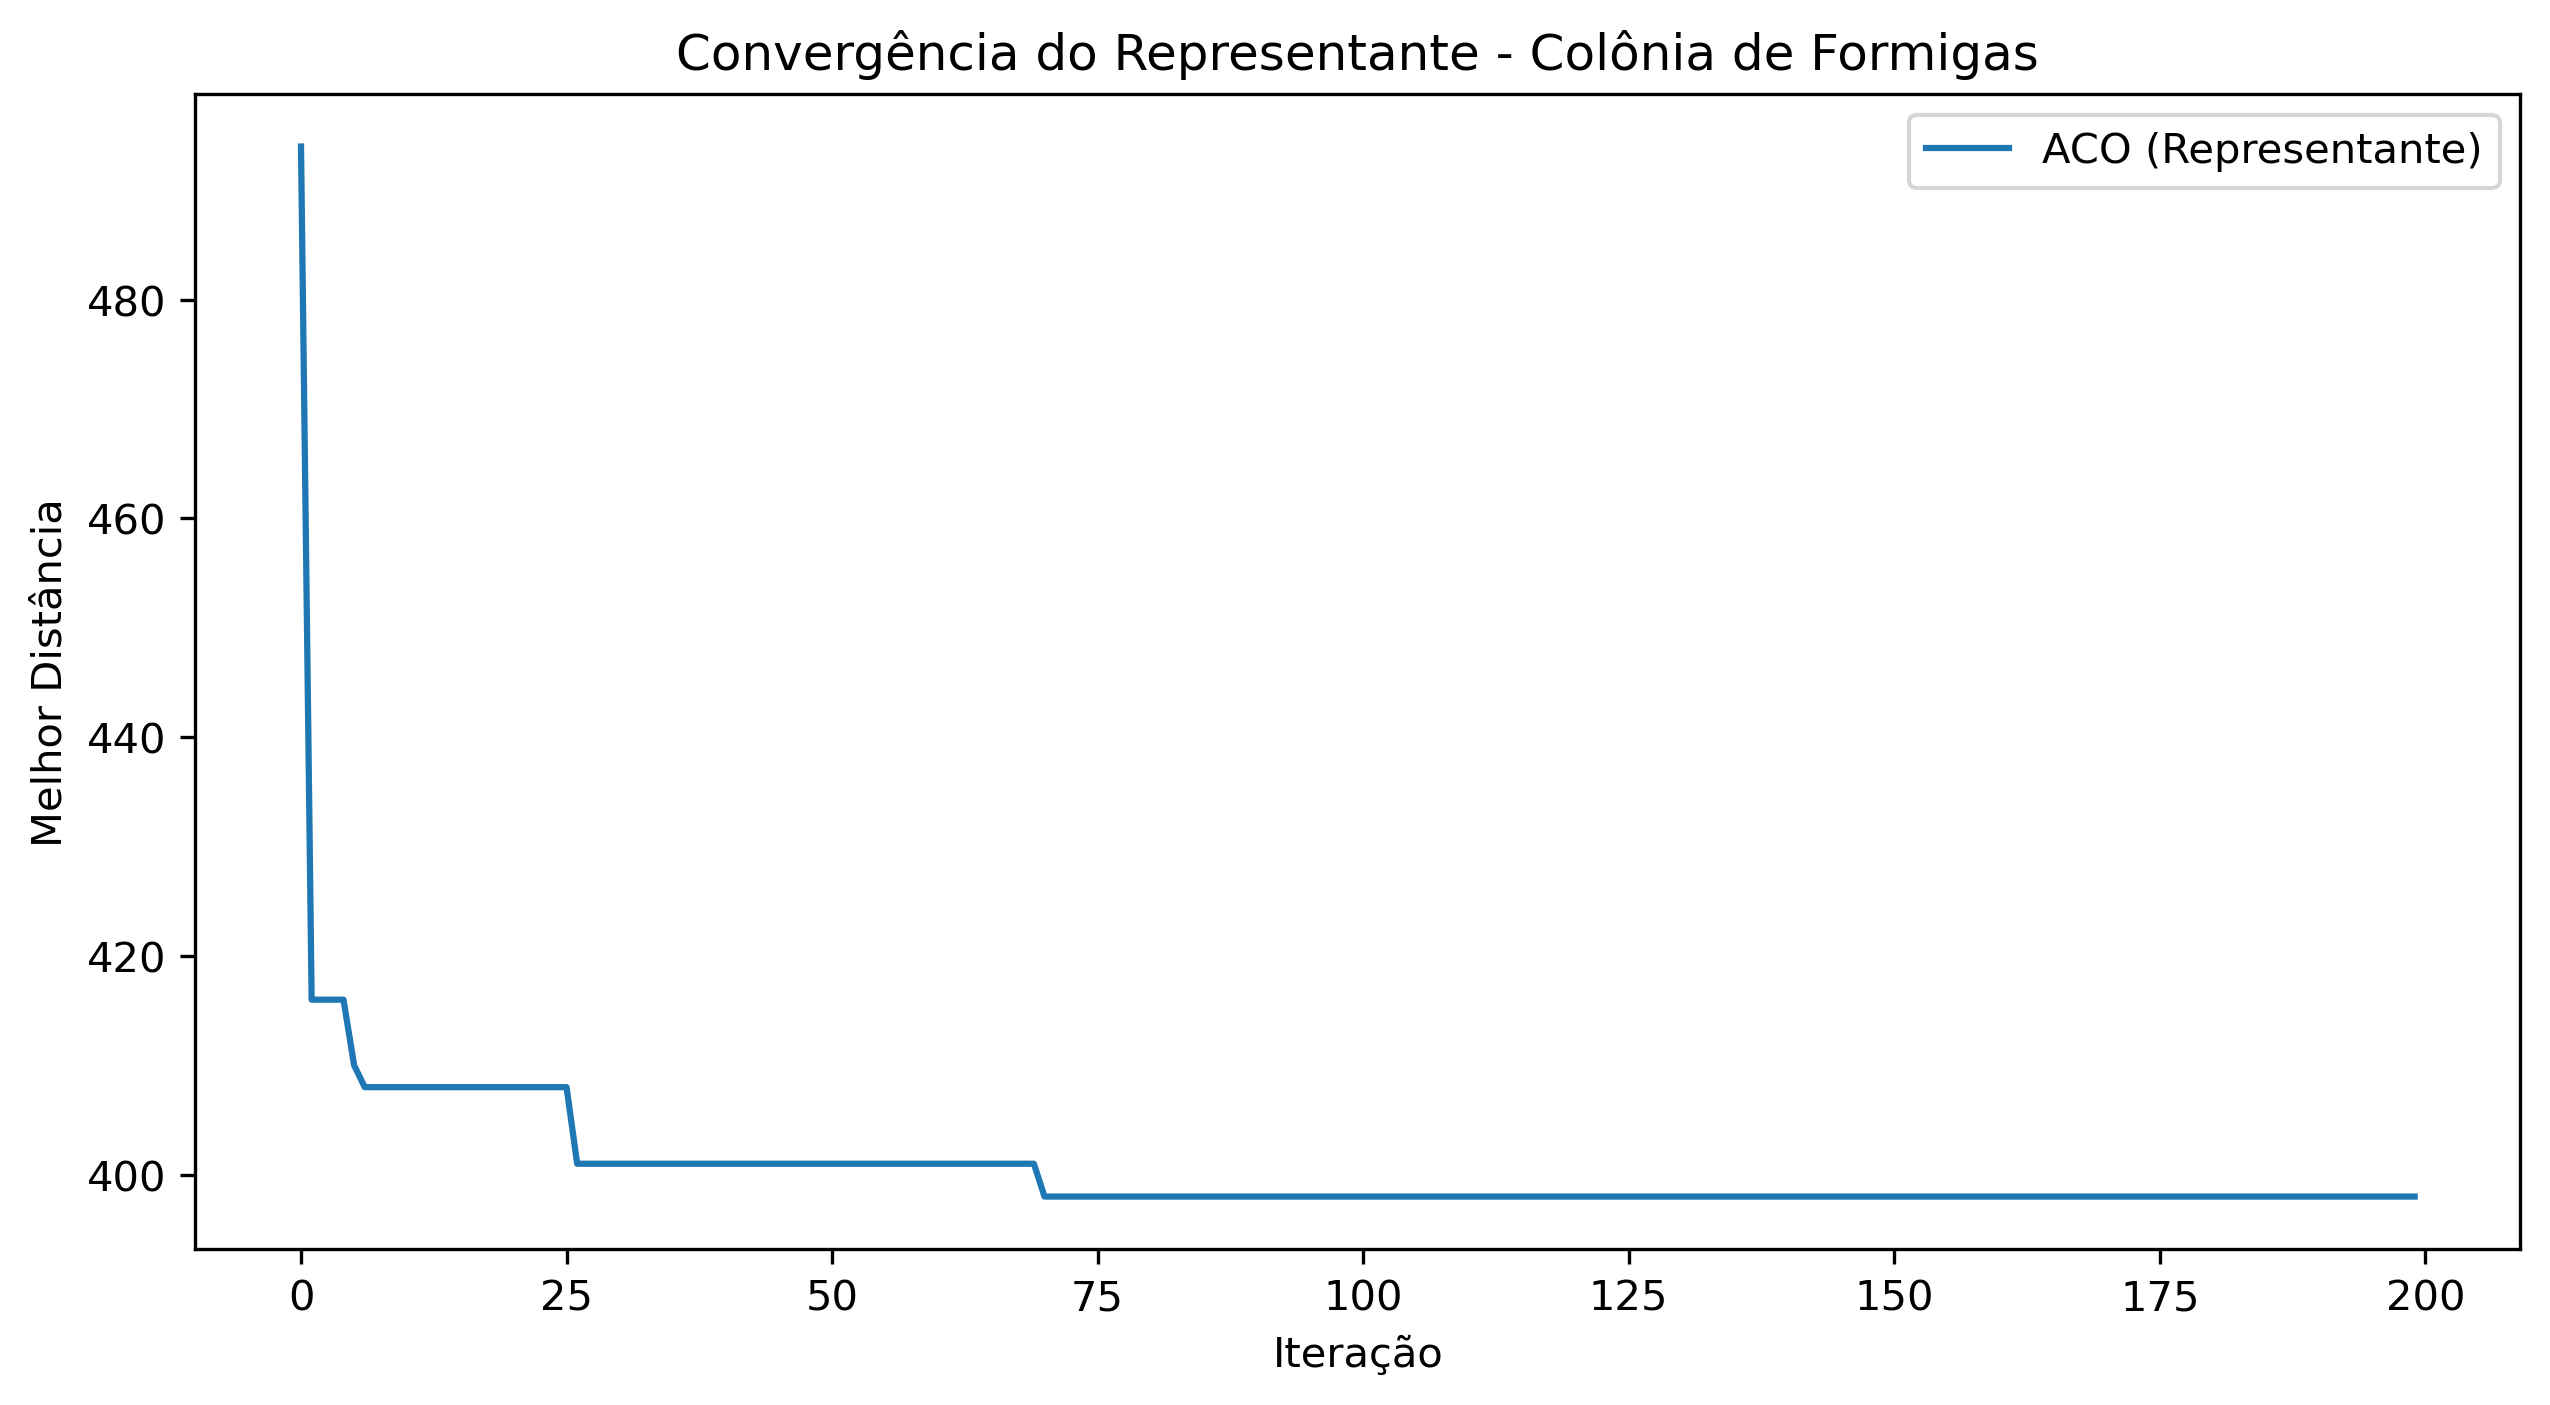 Convergência do Representante - Colônia de Formigas
ACO (Representante)
Melhor Distância
480
460
440
420
400
0 25 50 75 100 125 150 175 200
Iteração